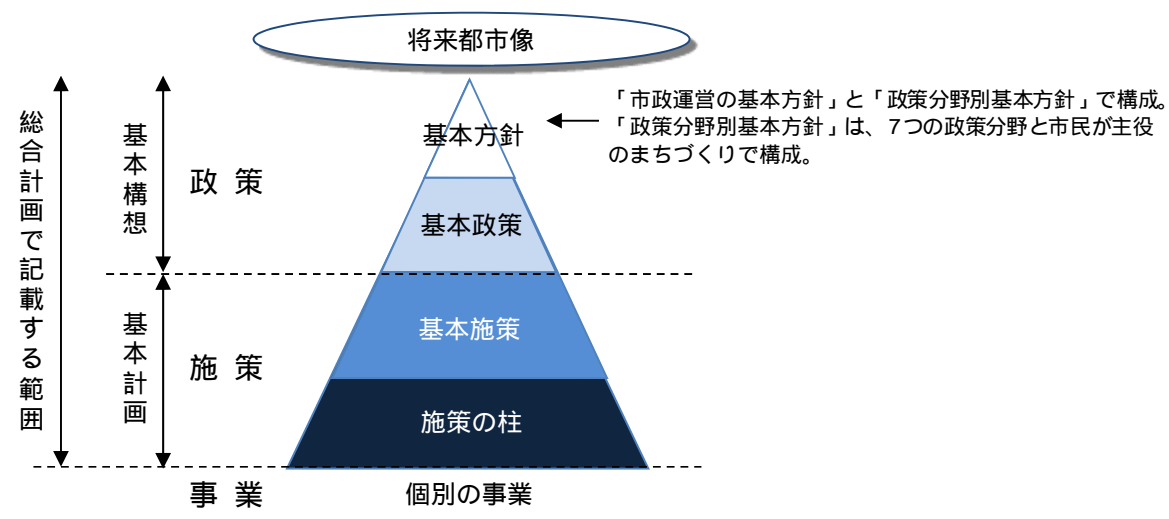 将来都市像
「市政運営の基本方針」と「政策分野別基本方針」で構成。
「政策分野別基本方針」は、7つの政策分野と市民が主役
のまちづくりで構成。
総合計画で記載する範囲
基本構想
政策
基本方針
基本政策
基本計画
施策
基本施策
施策の柱
事業
個別の事業